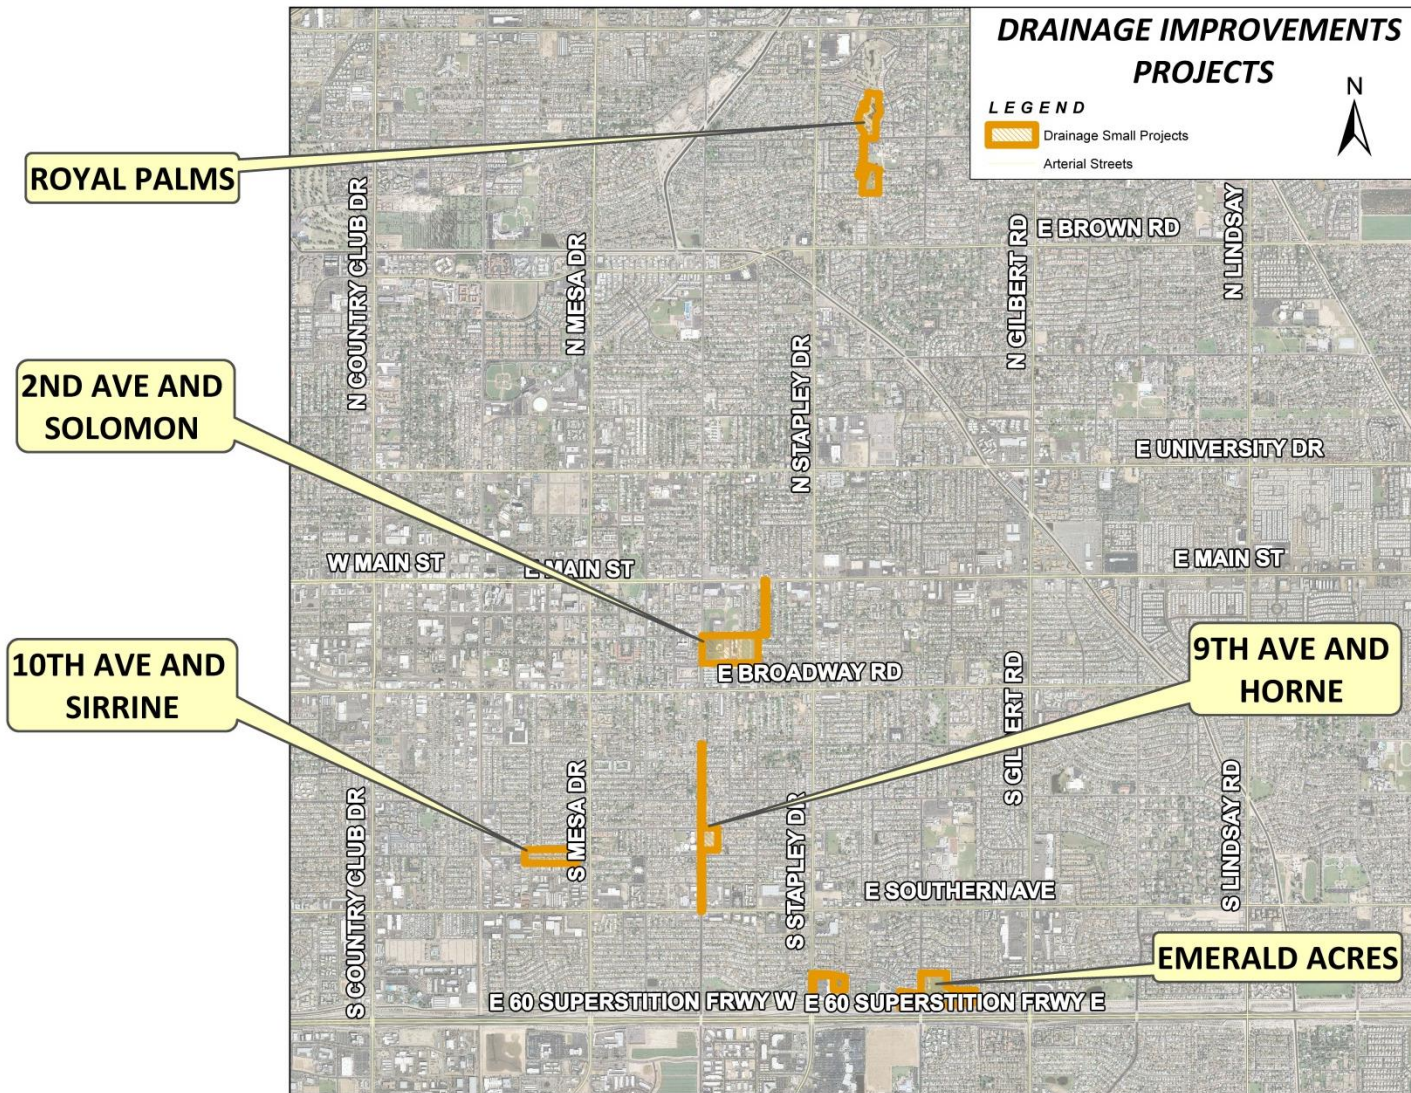 DRAINAGE IMPROVEMENTS
PROJECTS
LEGEND
Drainage Small Projects
Arterial Streets
N
ROYAL PALMS
N COUNTRY CLUB DR
N MESA DR
N STAPLEY DR
N GILBERT RD
E BROWN RD
N LINDSAY
2ND AVE AND
SOLOMON
E UNIVERSITY DR
W MAIN ST
E MAIN ST
E MAIN ST
E BROADWAY RD
10TH AVE AND
SIRRINE
9TH AVE AND
HORNE
S COUNTRY CLUB DR
S MESA DR
S STAPLEY DR
S GILBERT RD
S LINDSAY RD
E SOUTHERN AVE
EMERALD ACRES
E 60 SUPERSTITION FRWY W
E 60 SUPERSTITION FRWY E